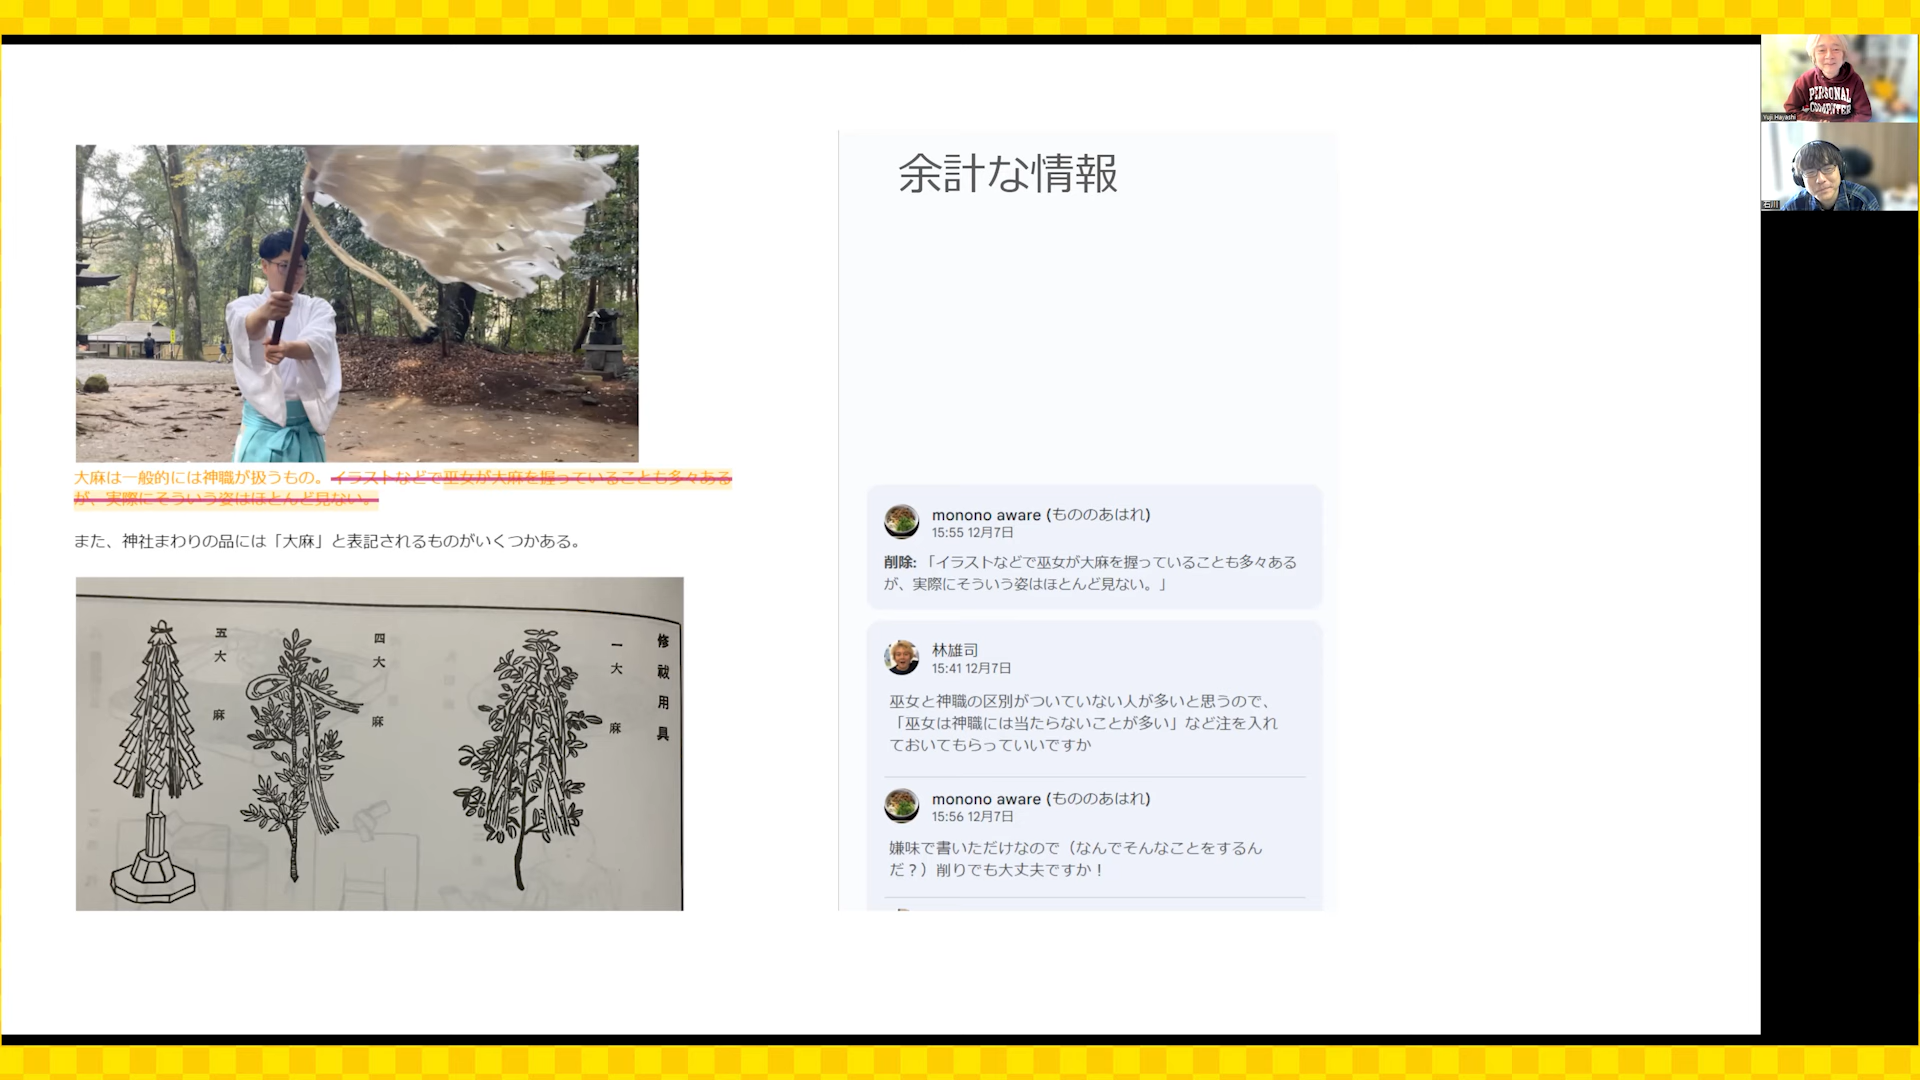 余計な情報
大麻は一般的には神職が扱うもの。イラストなどで巫女が大麻を握っていることも多々ある
が、実際にそういう姿はほとんど見ない。
また、神社まわりの品には「大麻」と表記されるものがいくつかある。
修祓用具
一大麻
四大麻
五大麻
monono aware (もののあはれ)
15:55 12月7日
削除: 「イラストなどで巫女が大麻を握っていることも多々ある
が、実際にそういう姿はほとんど見ない。」
林雄司
15:41 12月7日
巫女と神職の区別がついていない人が多いと思うので、
「巫女は神職には当たらないことが多い」など注を入れ
ておいてもらっていいですか
monono aware (もののあはれ)
15:56 12月7日
嫌味で書いただけなので（なんでそんなことをするん
だ？）削りでも大丈夫ですか！
PERSONAL
COMPUTER
Yuji Hayashi
石川